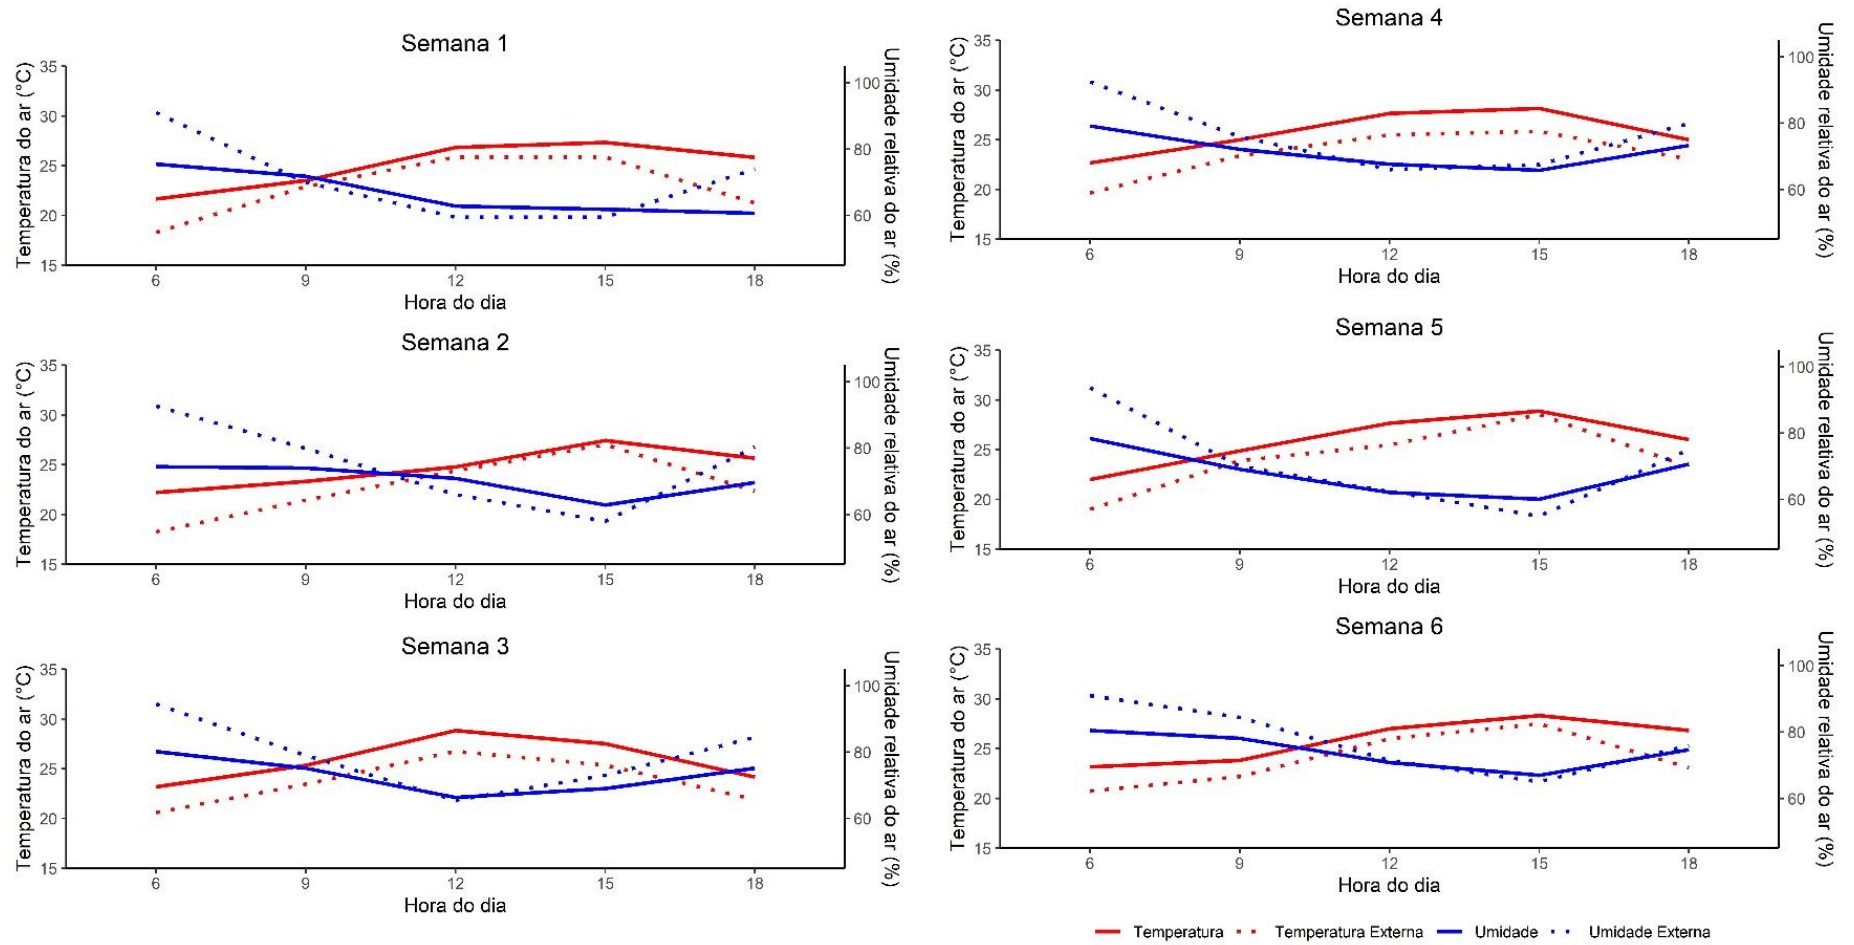 Semana 1
Temperatura do ar (°C)
35
30
25
20
15
Umidade relativa do ar (%)
100
80
60
6 9 12 15 18
Hora do dia
Semana 2
Temperatura do ar (°C)
35
30
25
20
15
Umidade relativa do ar (%)
100
80
60
6 9 12 15 18
Hora do dia
Semana 3
Temperatura do ar (°C)
35
30
25
20
15
Umidade relativa do ar (%)
100
80
60
6 9 12 15 18
Hora do dia
Semana 4
Temperatura do ar (°C)
35
30
25
20
15
Umidade relativa do ar (%)
100
80
60
6 9 12 15 18
Hora do dia
Semana 5
Temperatura do ar (°C)
35
30
25
20
15
Umidade relativa do ar (%)
100
80
60
6 9 12 15 18
Hora do dia
Semana 6
Temperatura do ar (°C)
35
30
25
20
15
Umidade relativa do ar (%)
100
80
60
6 9 12 15 18
Hora do dia
Temperatura Temperatura Externa Umidade Umidade Externa